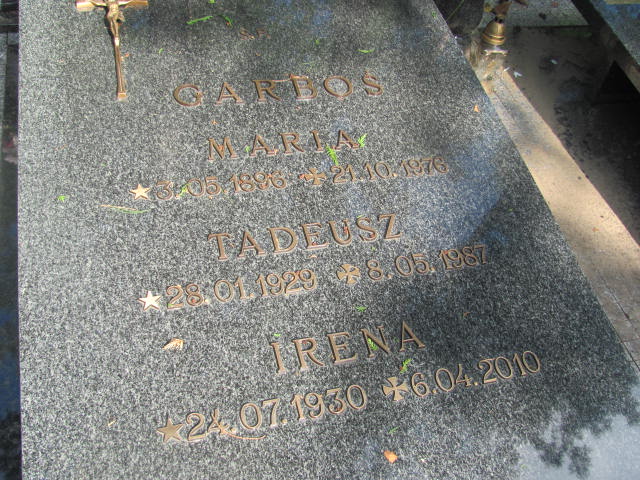 Ś.P.
GARBOŚ
MARIA
★ 3.05.1896 ✠ 21.10.1976
TADEUSZ
★ 28.01.1929 ✠ 8.05.1987
IRENA
★ 24.07.1930 ✠ 6.04.2010